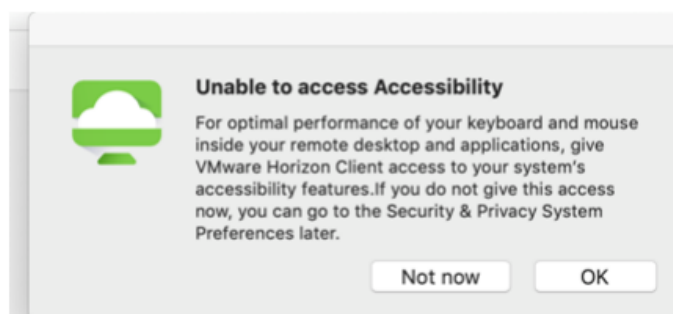 Unable to access Accessibility
For optimal performance of your keyboard and mouse
inside your remote desktop and applications, give
VMware Horizon Client access to your system's
accessibility features.If you do not give this access
now, you can go to the Security & Privacy System
Preferences later.
Not now
OK